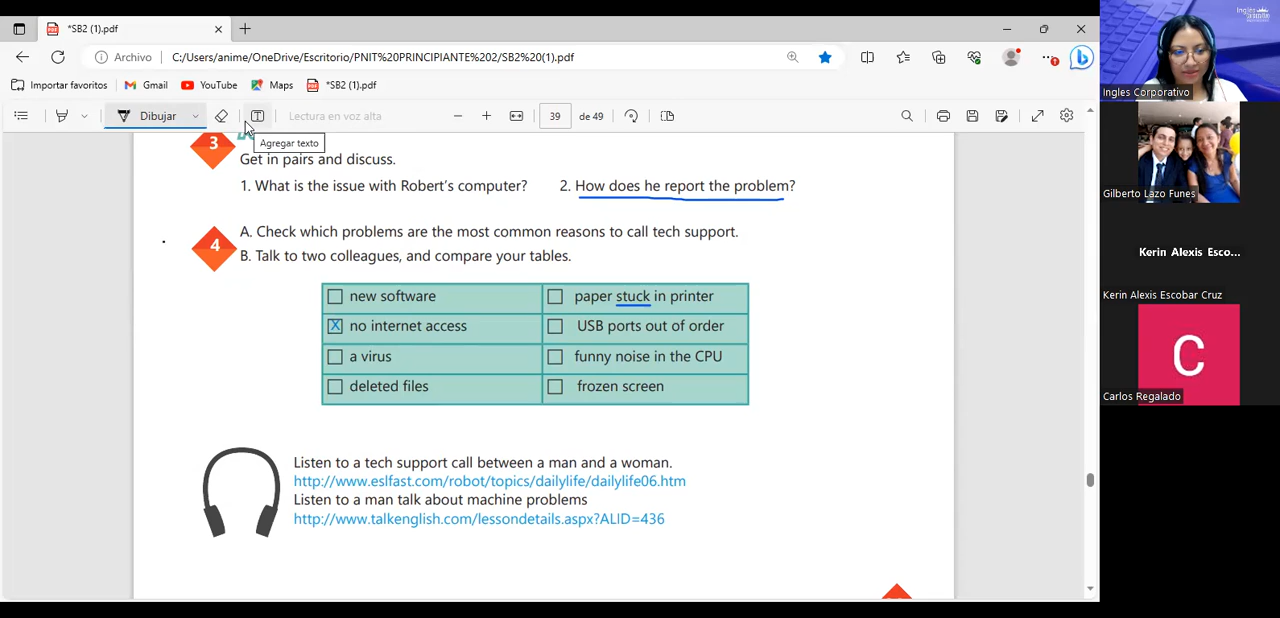 *SB2 (1).pdf
Archivo
C:/Users/anime/OneDrive/Escritorio/PNIT%20PRINCIPIANTE%202/SB2%20(1).pdf
Importar favoritos
Gmail
YouTube
Maps
*SB2 (1).pdf
Dibujar
Lectura en voz alta
39
de 49
Agregar texto
3
Get in pairs and discuss.
1. What is the issue with Robert's computer?
2. How does he report the problem?
4
A. Check which problems are the most common reasons to call tech support.
B. Talk to two colleagues, and compare your tables.
new software
paper stuck in printer
X no internet access
USB ports out of order
a virus
funny noise in the CPU
deleted files
frozen screen
Listen to a tech support call between a man and a woman.
http://www.eslfast.com/robot/topics/dailylife/dailylife06.htm
Listen to a man talk about machine problems
http://www.talkenglish.com/lessondetails.aspx?ALID=436
Ingles Corporativo
Gilberto Lazo Funes
Kerin Alexis Esco...
Kerin Alexis Escobar Cruz
C
Carlos Regalado